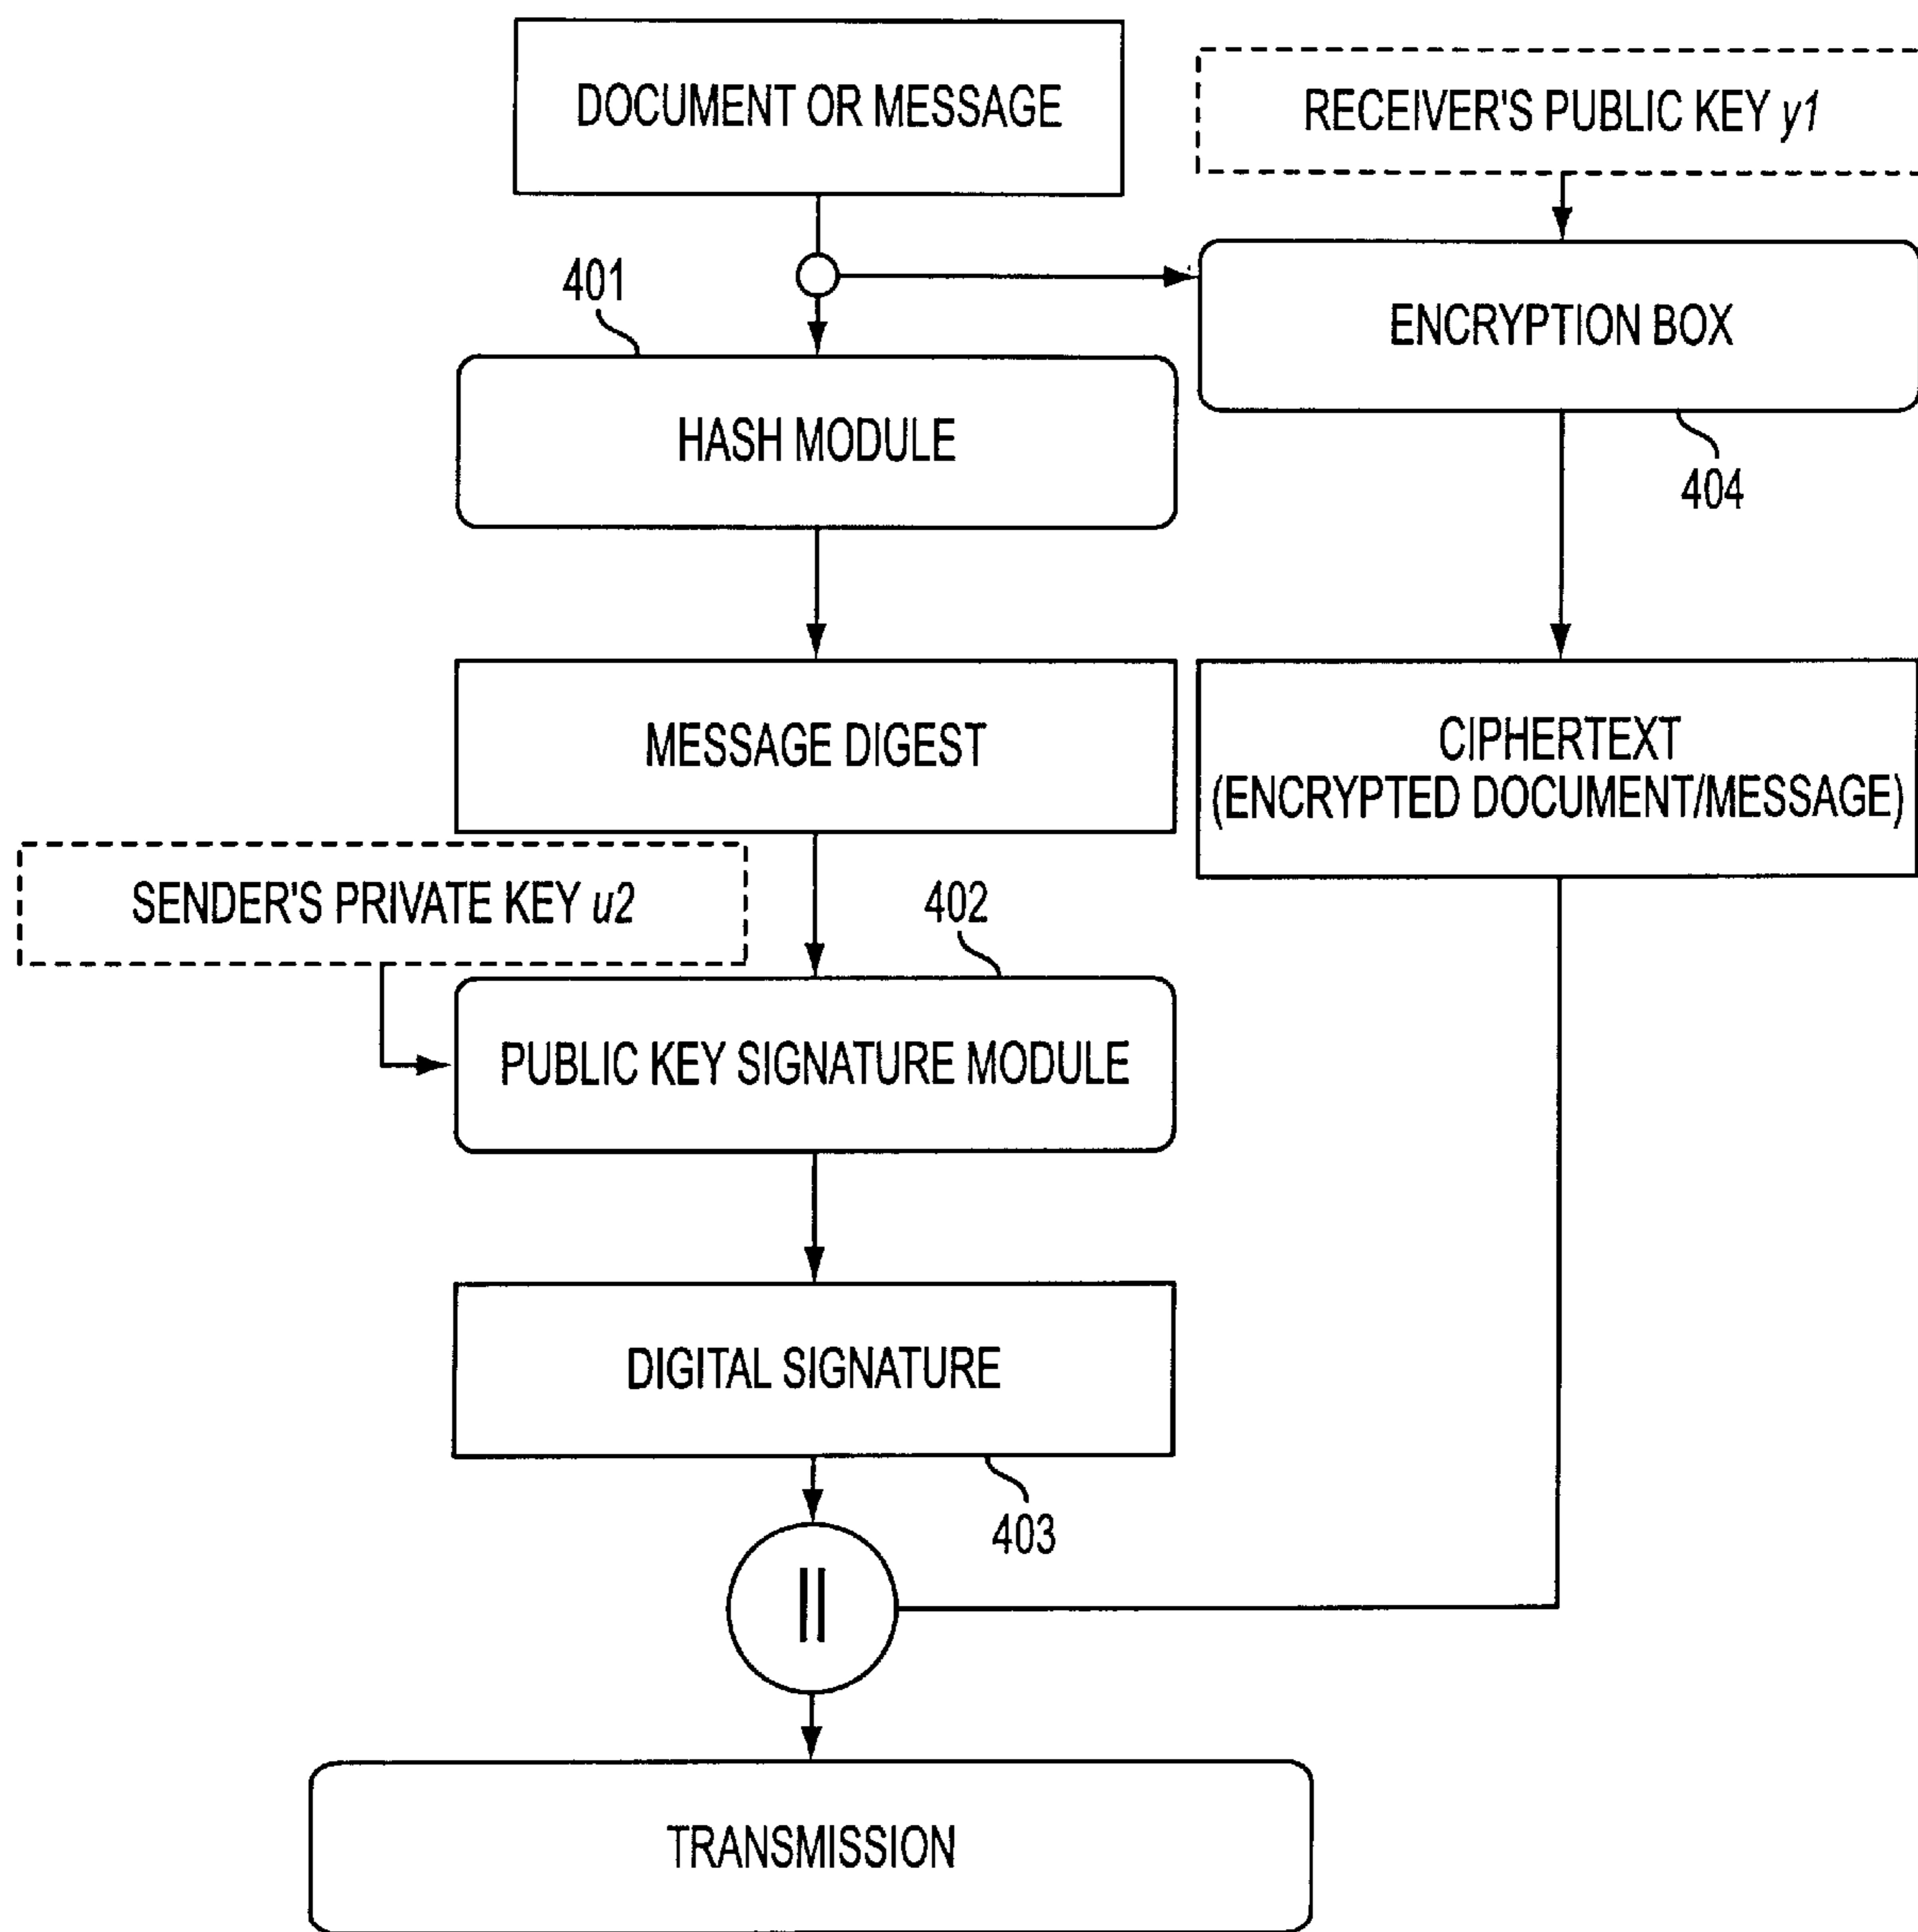 DOCUMENT OR MESSAGE
RECEIVER'S PUBLIC KEY y1
401
ENCRYPTION BOX
HASH MODULE
404
MESSAGE DIGEST
CIPHERTEXT
(ENCRYPTED DOCUMENT/MESSAGE)
SENDER'S PRIVATE KEY u2
402
PUBLIC KEY SIGNATURE MODULE
DIGITAL SIGNATURE
403
||
TRANSMISSION